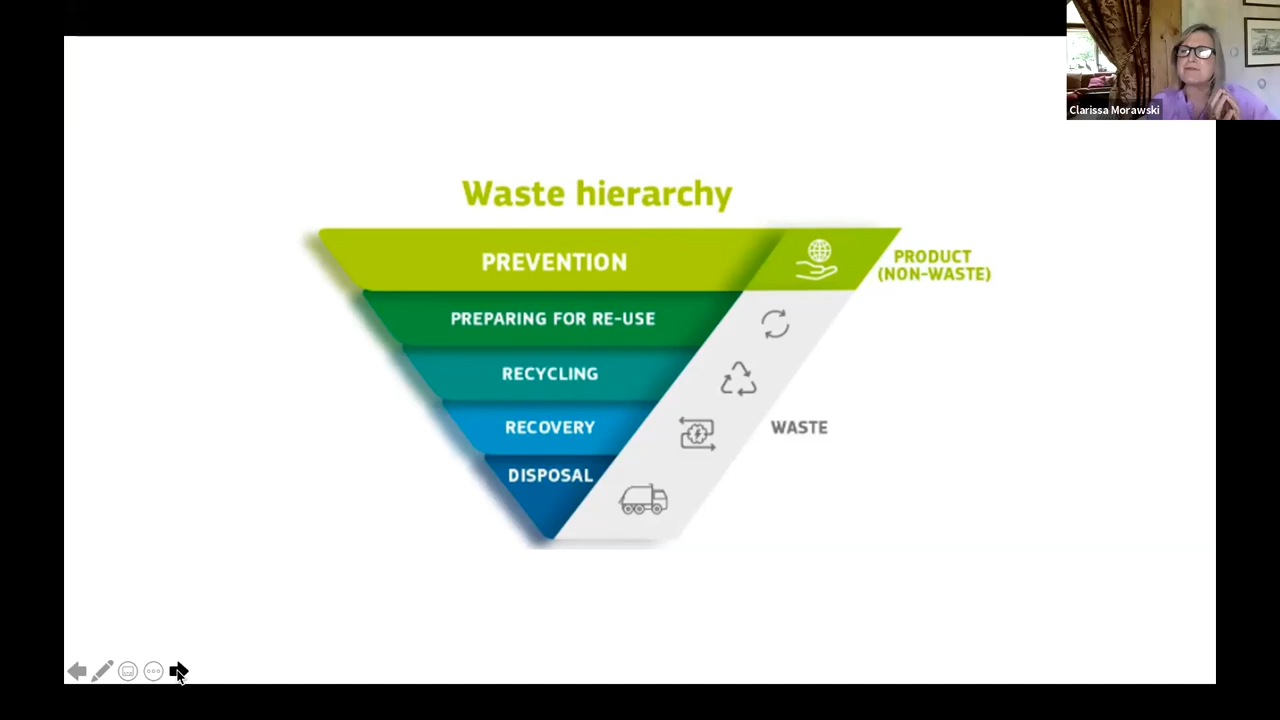 Clarissa Morawski
Waste hierarchy
PREVENTION
PRODUCT
(NON-WASTE)
PREPARING FOR RE-USE
RECYCLING
RECOVERY
WASTE
DISPOSAL